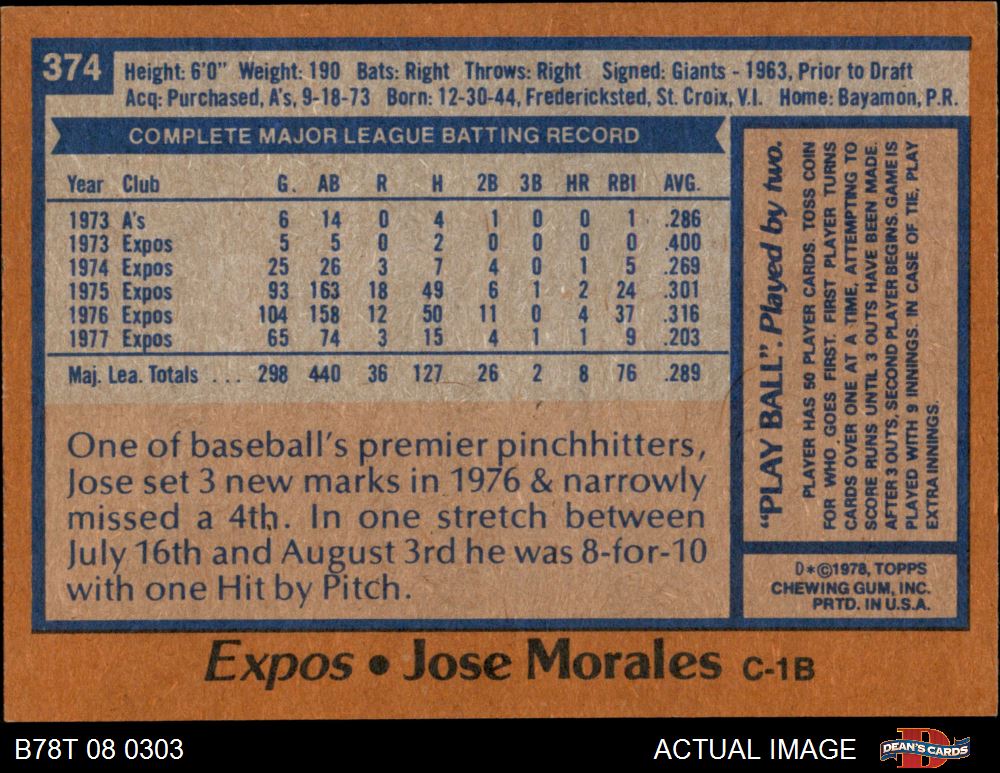 374
Height: 6'0" Weight: 190 Bats: Right Throws: Right Signed: Giants - 1963, Prior to Draft
Acq: Purchased, A's, 9-18-73 Born: 12-30-44, Fredericksted, St. Croix, V.I. Home: Bayamon, P.R.
COMPLETE MAJOR LEAGUE BATTING RECORD
Year Club G. AB R H 2B 3B HR RBI AVG.
1973 A's 6 14 0 4 1 0 0 1 .286
1973 Expos 5 5 0 2 0 0 0 0 .400
1974 Expos 25 26 3 7 4 0 1 5 .269
1975 Expos 93 163 18 49 6 1 2 24 .301
1976 Expos 104 158 12 50 11 0 4 37 .316
1977 Expos 65 74 3 15 4 1 1 9 .203
Maj. Lea. Totals ... 298 440 36 127 26 2 8 76 .289
One of baseball's premier pinchhitters,
Jose set 3 new marks in 1976 & narrowly
missed a 4th. In one stretch between
July 16th and August 3rd he was 8-for-10
with one Hit by Pitch.
"PLAY BALL". Played by two.
PLAYER HAS 50 PLAYER CARDS. TOSS COIN
FOR WHO GOES FIRST. FIRST PLAYER TURNS
CARDS OVER ONE AT A TIME, ATTEMPTING TO
SCORE RUNS UNTIL 3 OUTS HAVE BEEN MADE.
AFTER 3 OUTS, SECOND PLAYER BEGINS. GAME IS
PLAYED WITH 9 INNINGS. IN CASE OF TIE, PLAY
EXTRA INNINGS.
D*©1978, TOPPS
CHEWING GUM, INC.
PRTD. IN U.S.A.
Expos • Jose Morales C-1B
B78T 08 0303
ACTUAL IMAGE
DEAN'S CARDS